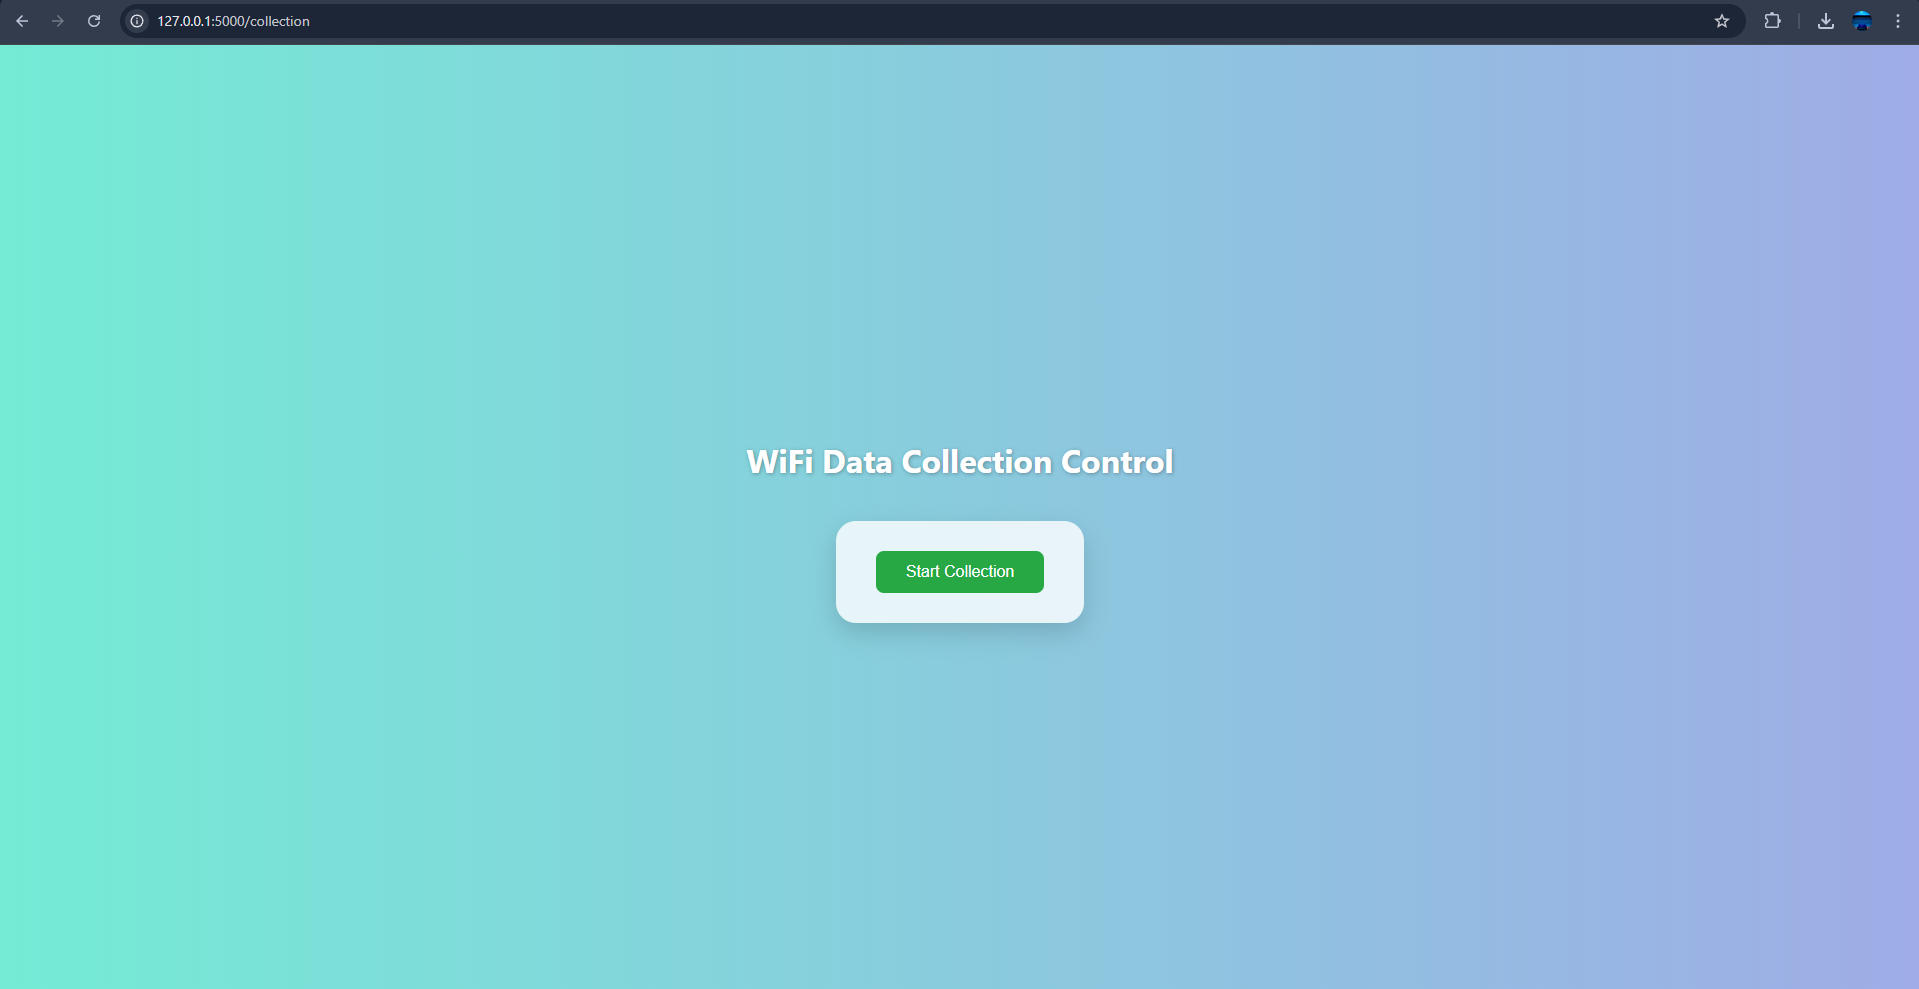 127.0.0.1:5000/collection
WiFi Data Collection Control
Start Collection